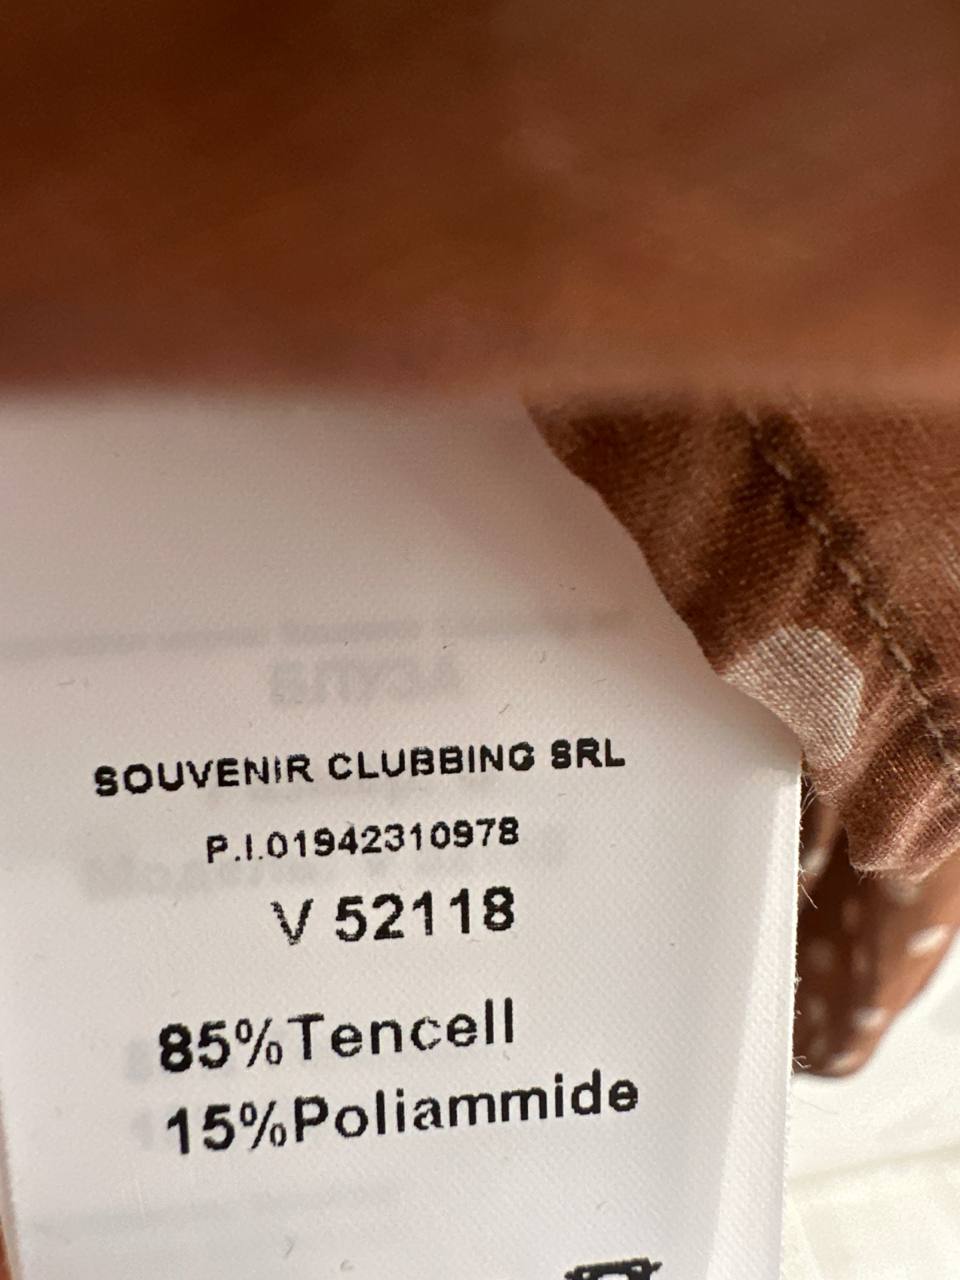 SOUVENIR CLUBBING SRL
P.I.01942310978
V 52118
85%Tencell
15%Poliammide